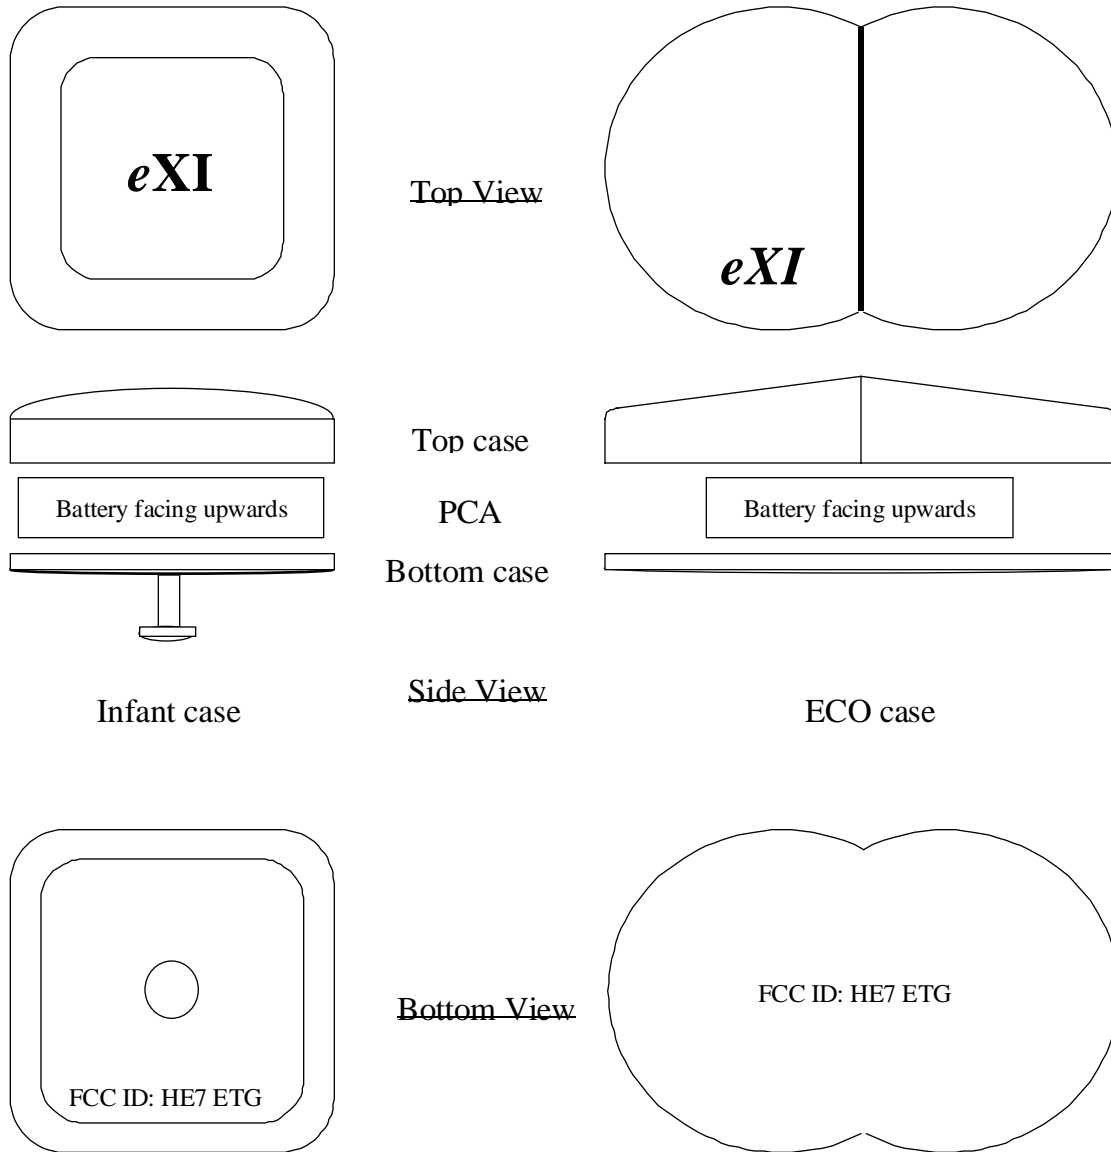 eXI
Top View
eXI
Top case
Battery facing upwards
PCA
Battery facing upwards
Bottom case
Side View
Infant case
ECO case
Bottom View
FCC ID: HE7 ETG
FCC ID: HE7 ETG